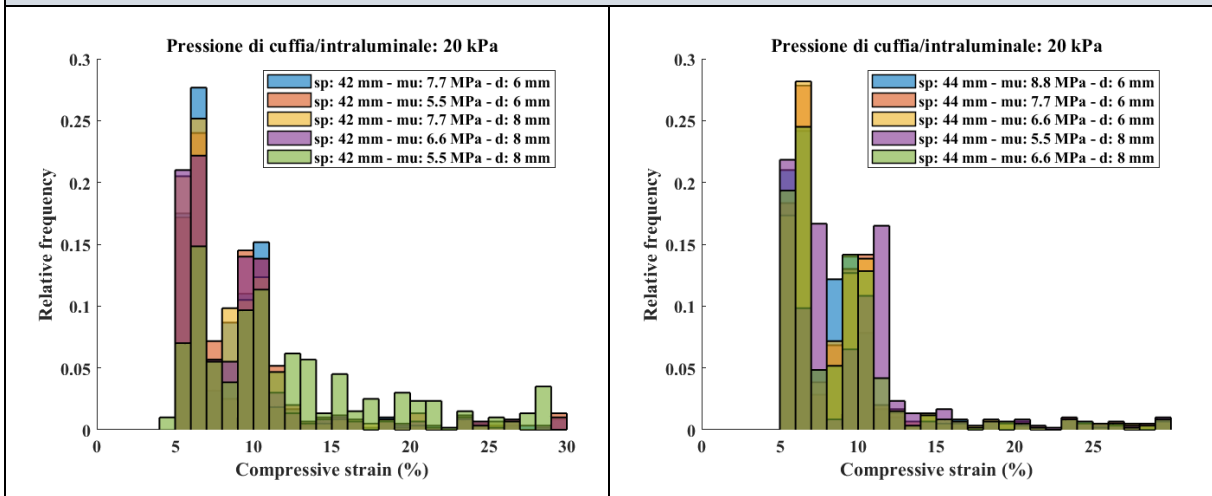 Pressione di cuffia/intraluminale: 20 kPa
0.3
0.25
0.2
0.15
0.1
0.05
0
Relative frequency
sp: 42 mm - mu: 7.7 MPa - d: 6 mm
sp: 42 mm - mu: 5.5 MPa - d: 6 mm
sp: 42 mm - mu: 7.7 MPa - d: 8 mm
sp: 42 mm - mu: 6.6 MPa - d: 8 mm
sp: 42 mm - mu: 5.5 MPa - d: 8 mm
0 5 10 15 20 25 30
Compressive strain (%)
Pressione di cuffia/intraluminale: 20 kPa
0.3
0.25
0.2
0.15
0.1
0.05
0
Relative frequency
sp: 44 mm - mu: 8.8 MPa - d: 6 mm
sp: 44 mm - mu: 7.7 MPa - d: 6 mm
sp: 44 mm - mu: 6.6 MPa - d: 6 mm
sp: 44 mm - mu: 5.5 MPa - d: 8 mm
sp: 44 mm - mu: 6.6 MPa - d: 8 mm
0 5 10 15 20 25
Compressive strain (%)